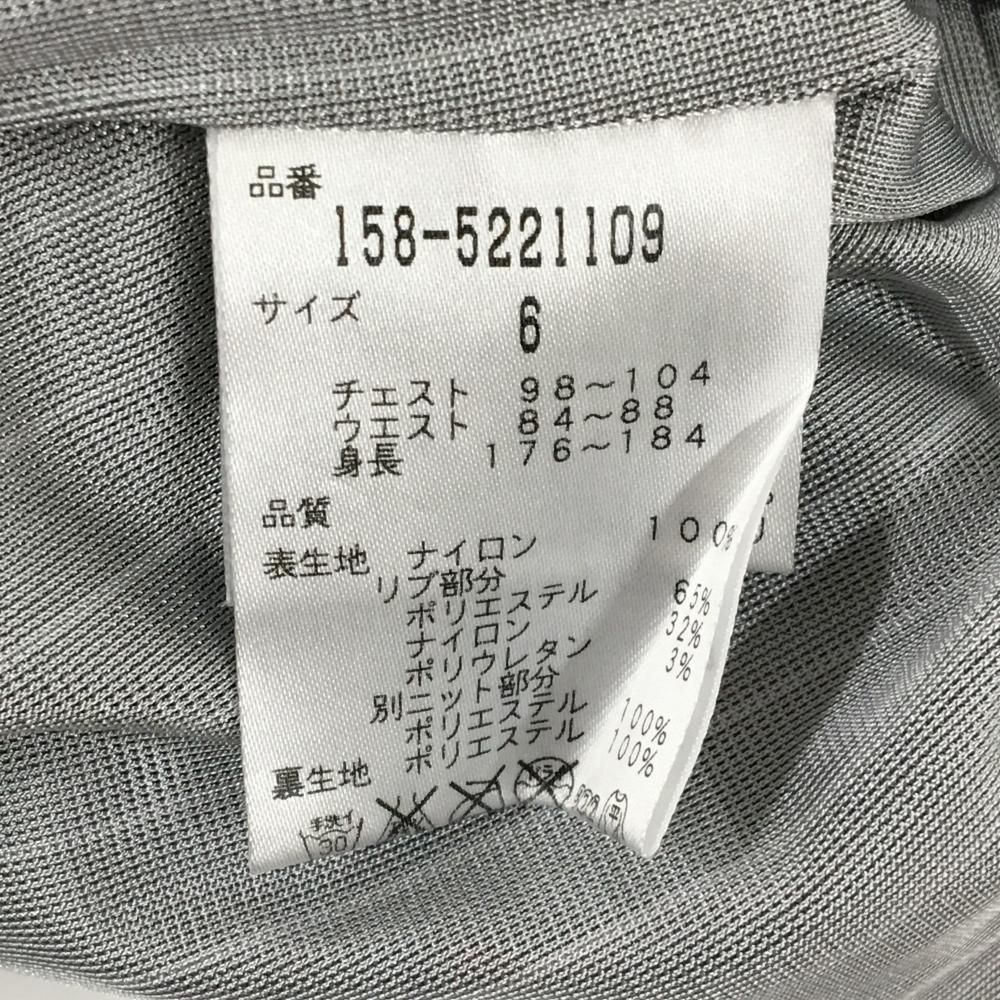 品番
158-5221109
サイズ 6
チェスト 98～104
ウエスト 84～88
身長 176～184
品質
表生地 ナイロン 100%
リブ部分
ポリエステル 65%
ナイロン 32%
ポリウレタン 3%
別ニット部分
ポリエステル 100%
裏生地 ポリエステル 100%
手洗イ
30